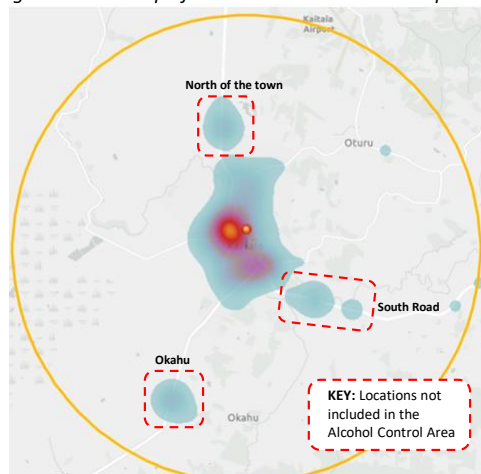 Kaitaia
Airport
North of the town
Oturu
South Road
Okahu
Okahu
KEY: Locations not
included in the
Alcohol Control Area